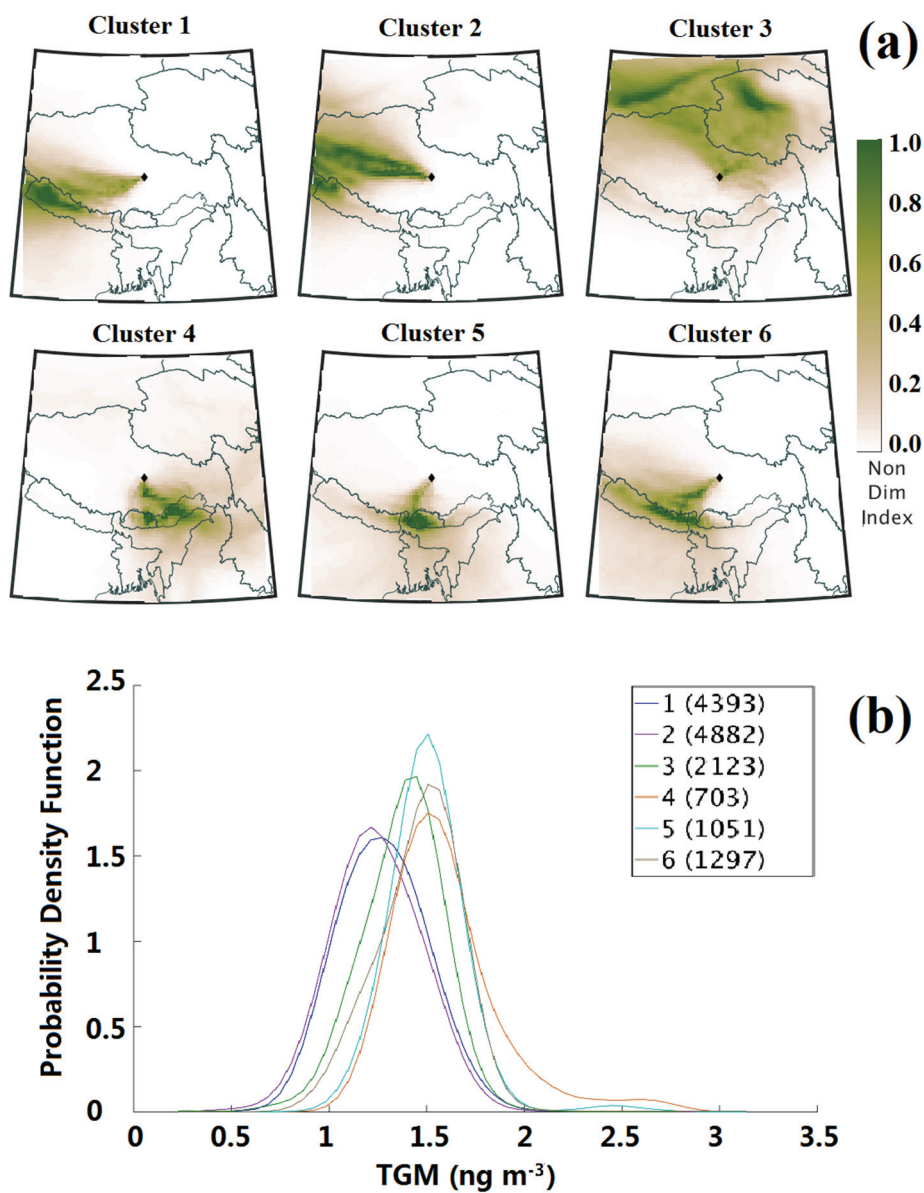 Cluster 1
Cluster 2
Cluster 3
(a)
1.0
0.8
0.6
0.4
0.2
0.0
Non
Dim
Index
Cluster 4
Cluster 5
Cluster 6
(b)
Probability Density Function
2.5
2
1.5
1
0.5
0
1 (4393)
2 (4882)
3 (2123)
4 (703)
5 (1051)
6 (1297)
0 0.5 1 1.5 2 2.5 3 3.5
TGM (ng m⁻³)